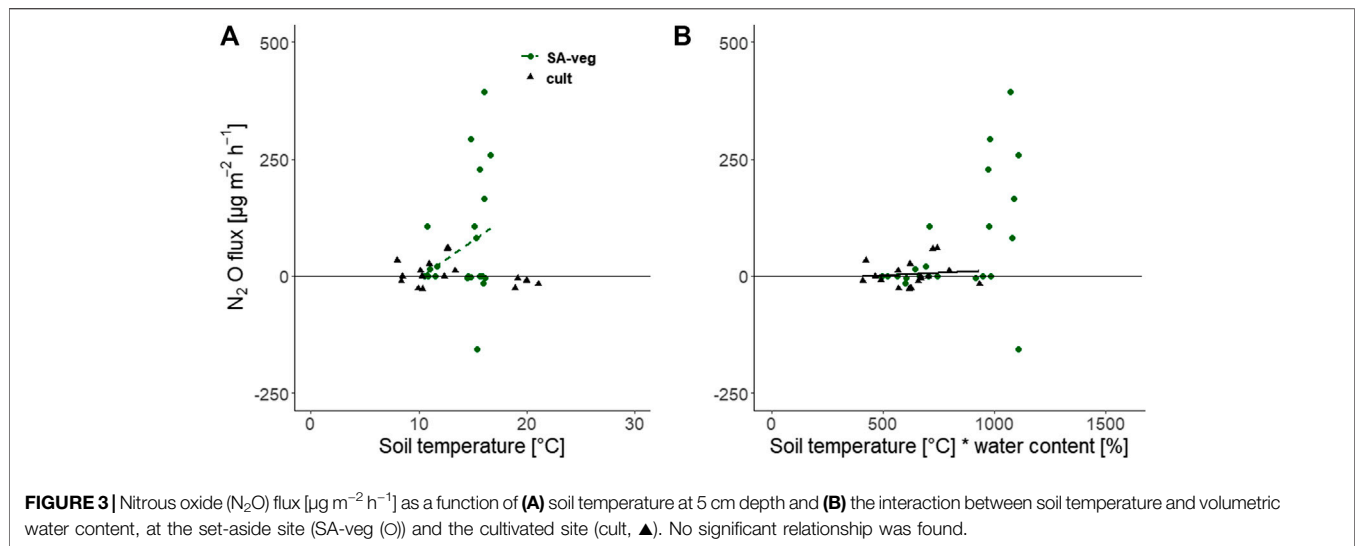 A
B
500
250
0
-250
0
10
20
30
Soil temperature [°C]
N₂O flux [µg m⁻² h⁻¹]
SA-veg
cult
500
250
0
-250
0
500
1000
1500
Soil temperature [°C] * water content [%]
FIGURE 3 | Nitrous oxide (N₂O) flux [µg m⁻² h⁻¹] as a function of (A) soil temperature at 5 cm depth and (B) the interaction between soil temperature and volumetric
water content, at the set-aside site (SA-veg (O)) and the cultivated site (cult, ▲). No significant relationship was found.